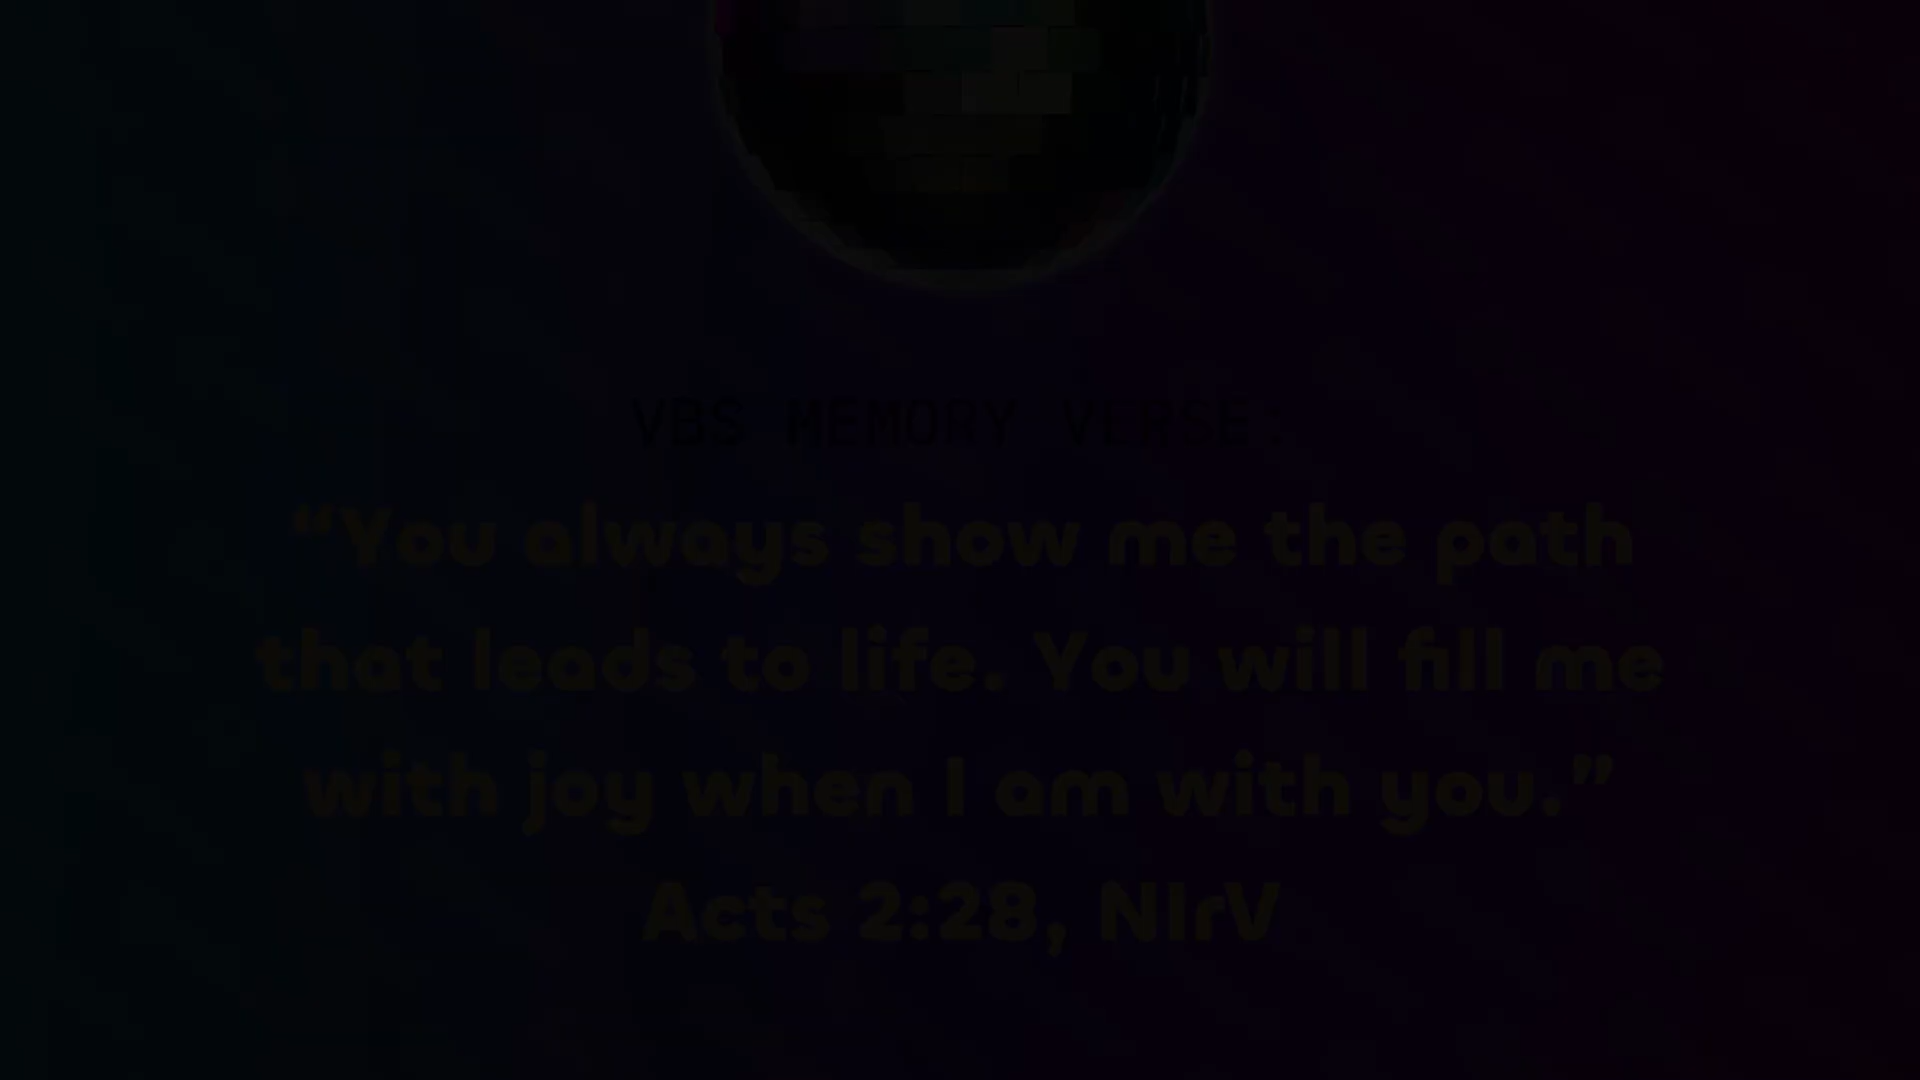 VBS MEMORY VERSE:
“You always show me the path
that leads to life. You will fill me
with joy when I am with you.”
Acts 2:28, NIrV